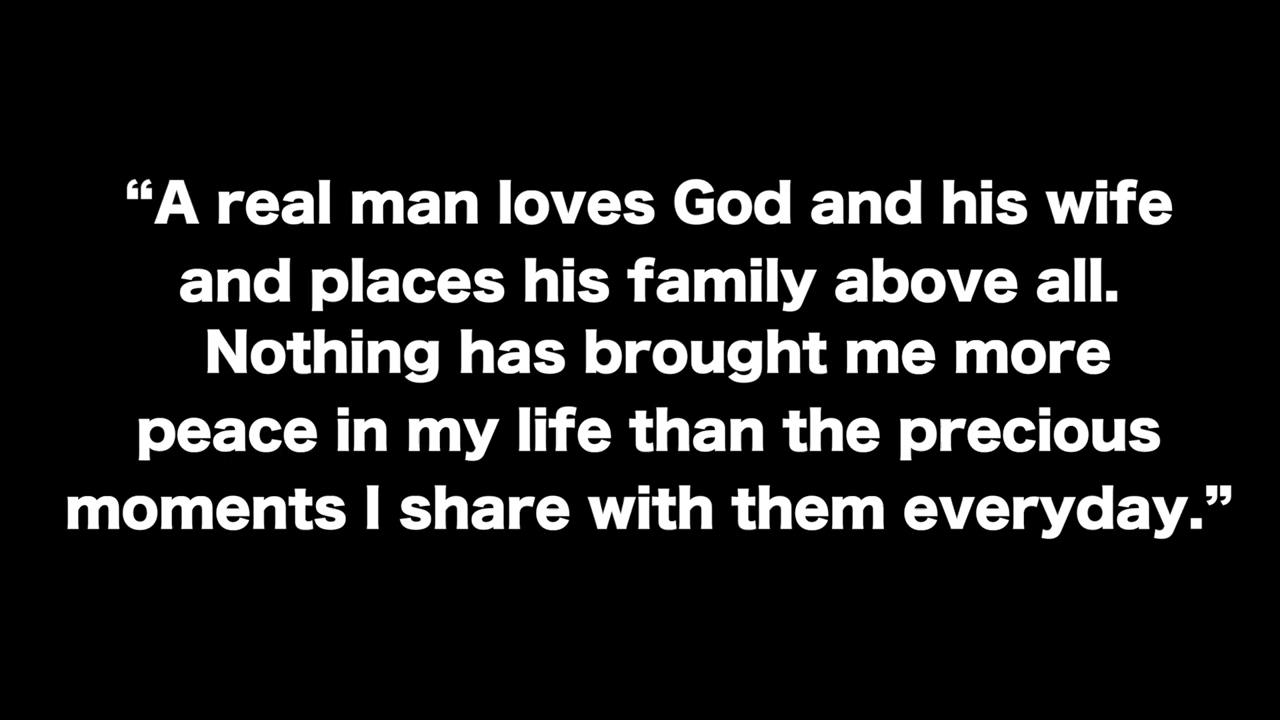 “A real man loves God and his wife
and places his family above all.
Nothing has brought me more
peace in my life than the precious
moments I share with them everyday.”